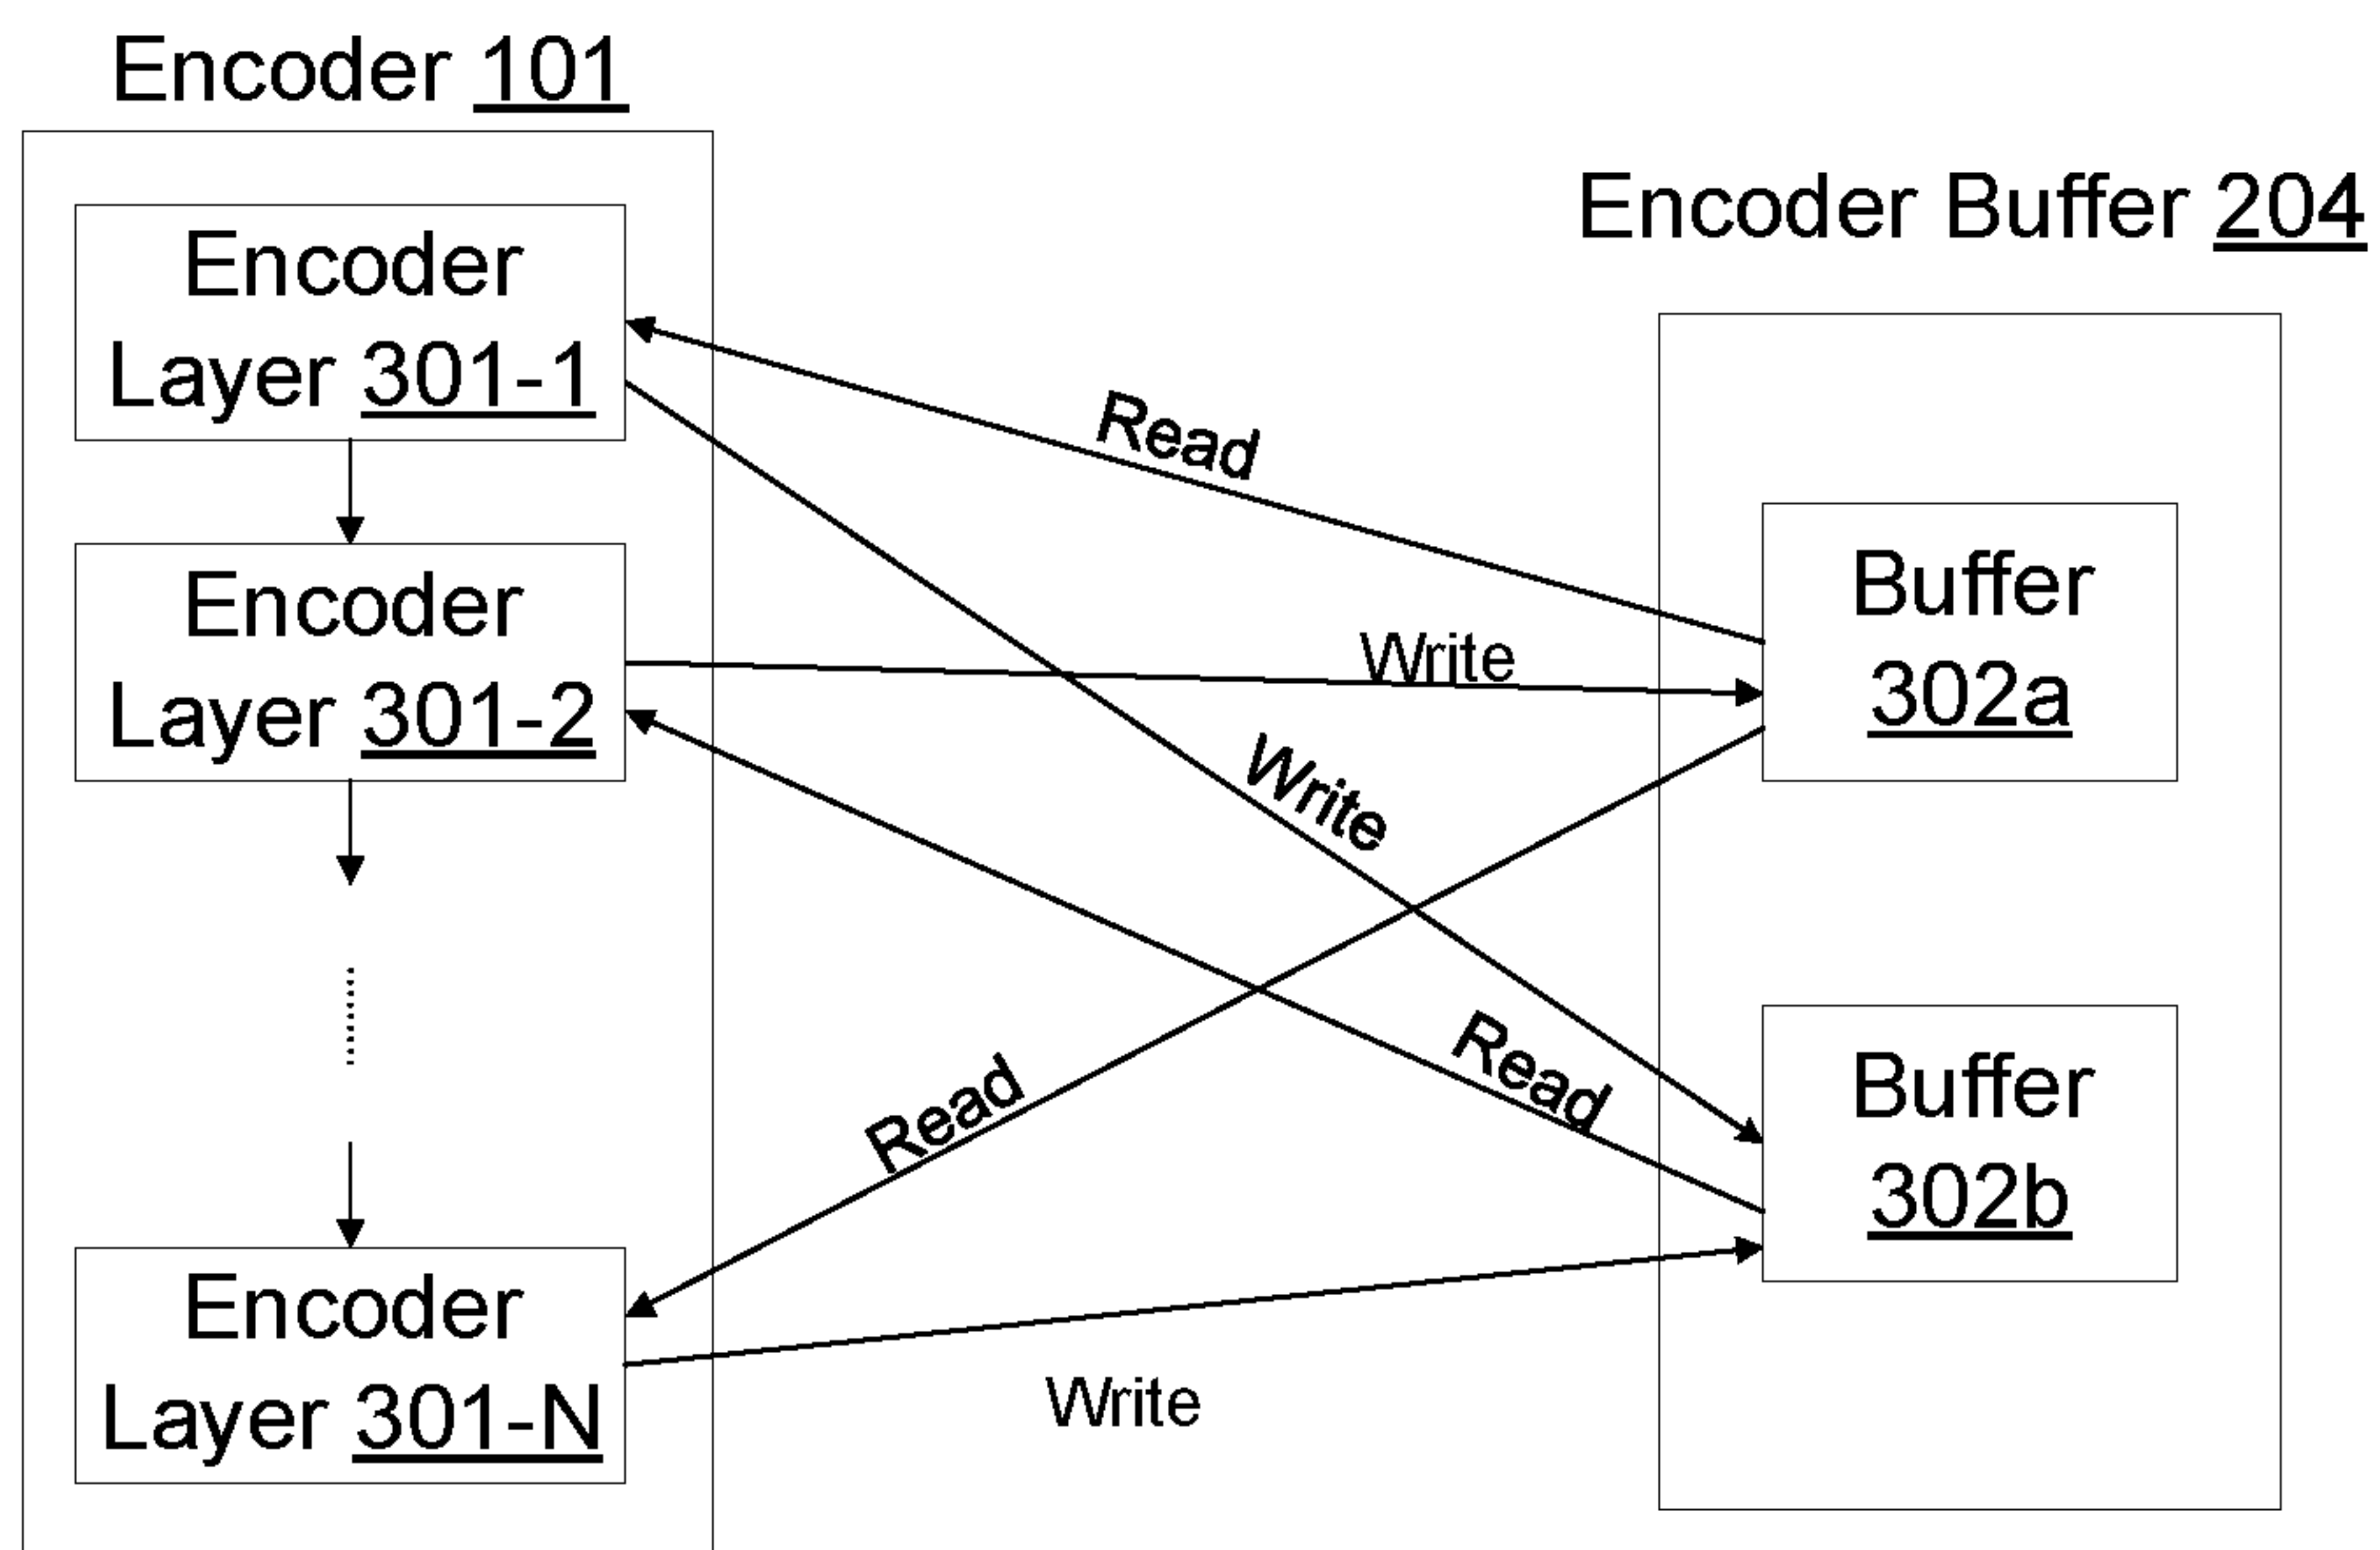 Encoder 101
Encoder Buffer 204
Encoder
Layer 301-1
Read
Buffer
302a
Encoder
Layer 301-2
Write
Write
Read
Buffer
302b
Read
Encoder
Layer 301-N
Write